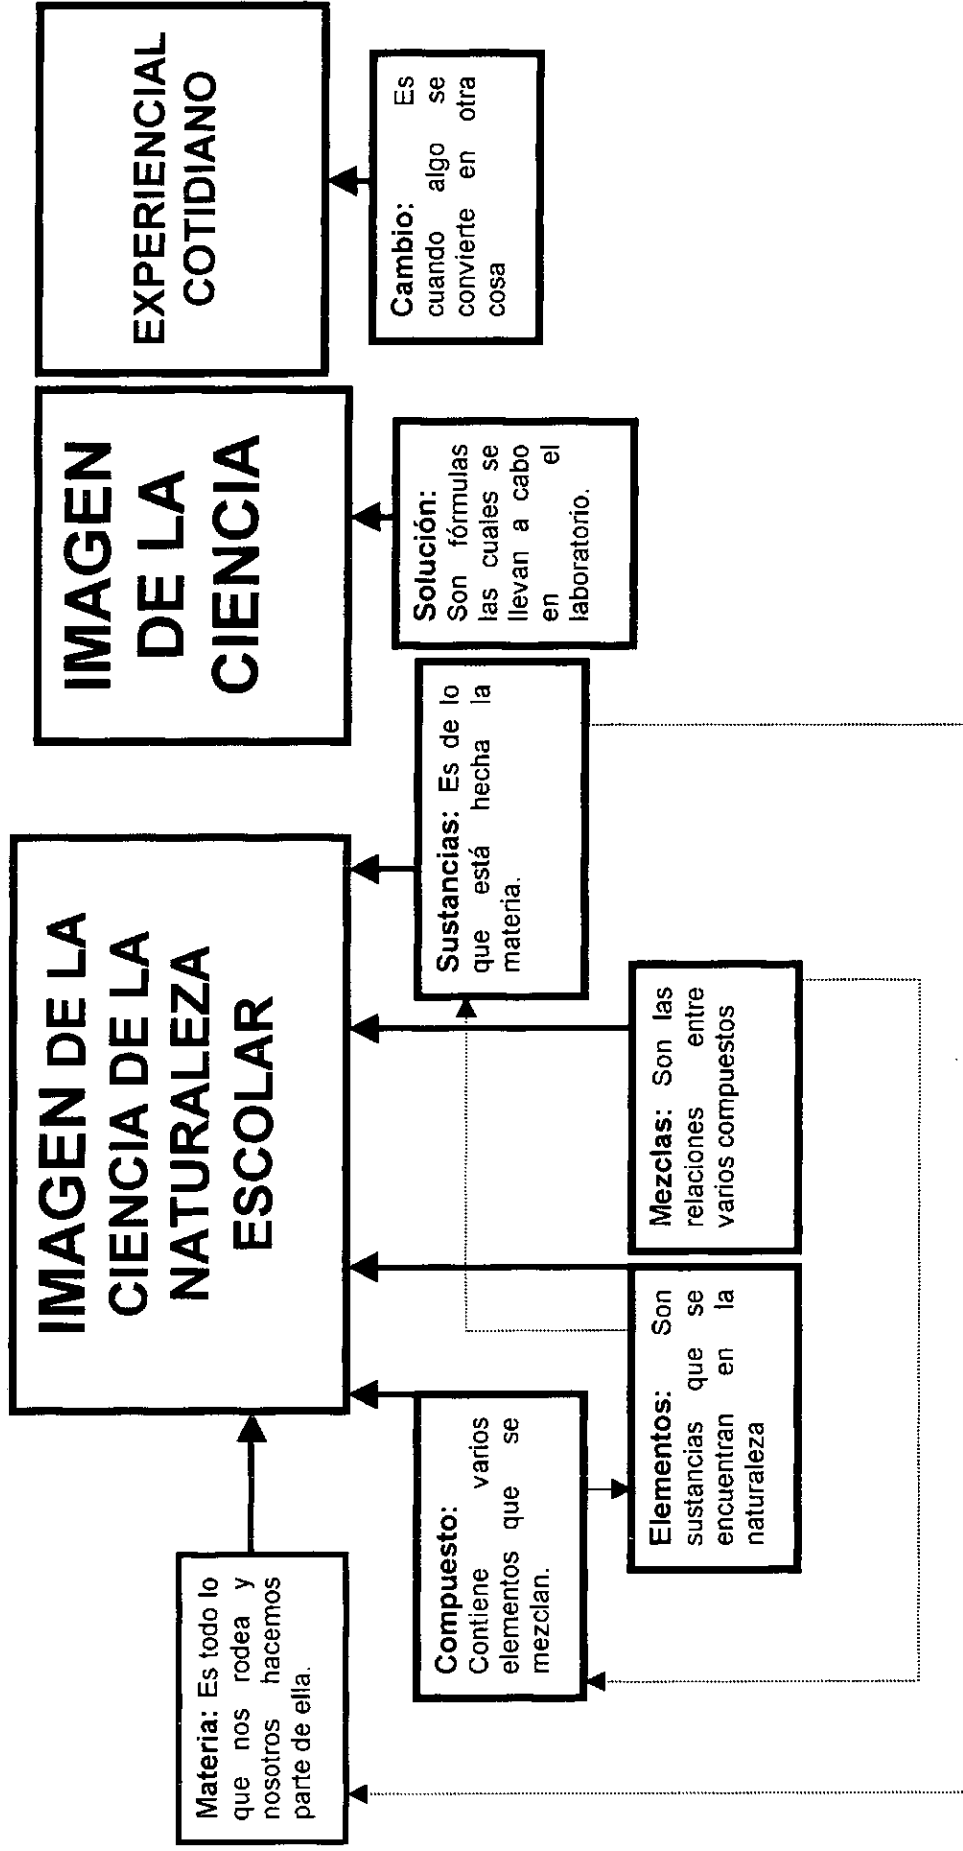 IMAGEN DE LA
CIENCIA DE LA
NATURALEZA
ESCOLAR
IMAGEN
DE LA
CIENCIA
EXPERIENCIAL
COTIDIANO
Materia: Es todo lo
que nos rodea y
nosotros hacemos
parte de ella.
Compuesto:
Contiene varios
elementos que se
mezclan.
Elementos: Son
sustancias que se
encuentran en la
naturaleza
Mezclas: Son las
relaciones entre
varios compuestos
Sustancias: Es de lo
que está hecha la
materia.
Solución:
Son fórmulas
las cuales se
llevan a cabo
en el
laboratorio.
Cambio: Es
cuando algo se
convierte en otra
cosa